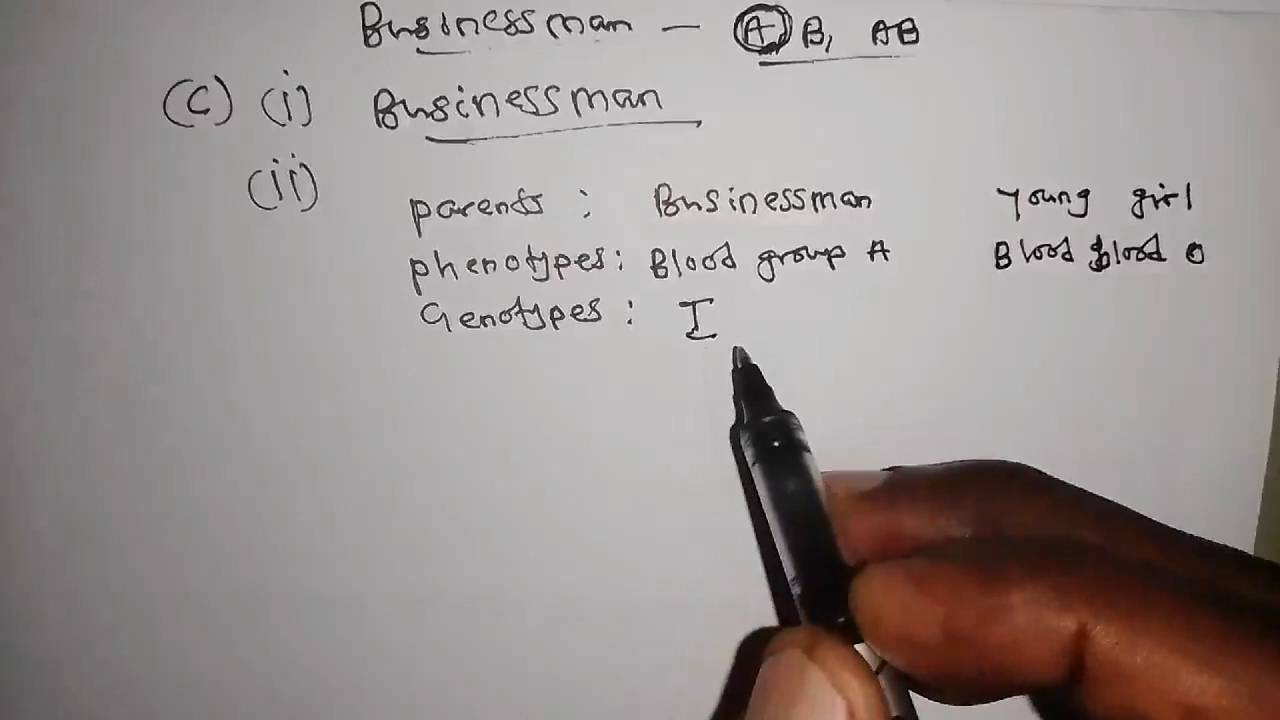 Businessman — A B, AB
(c) (i) Businessman
(ii)
parents : Businessman Young girl
phenotypes : Blood group A Blood blood O
Genotypes : I